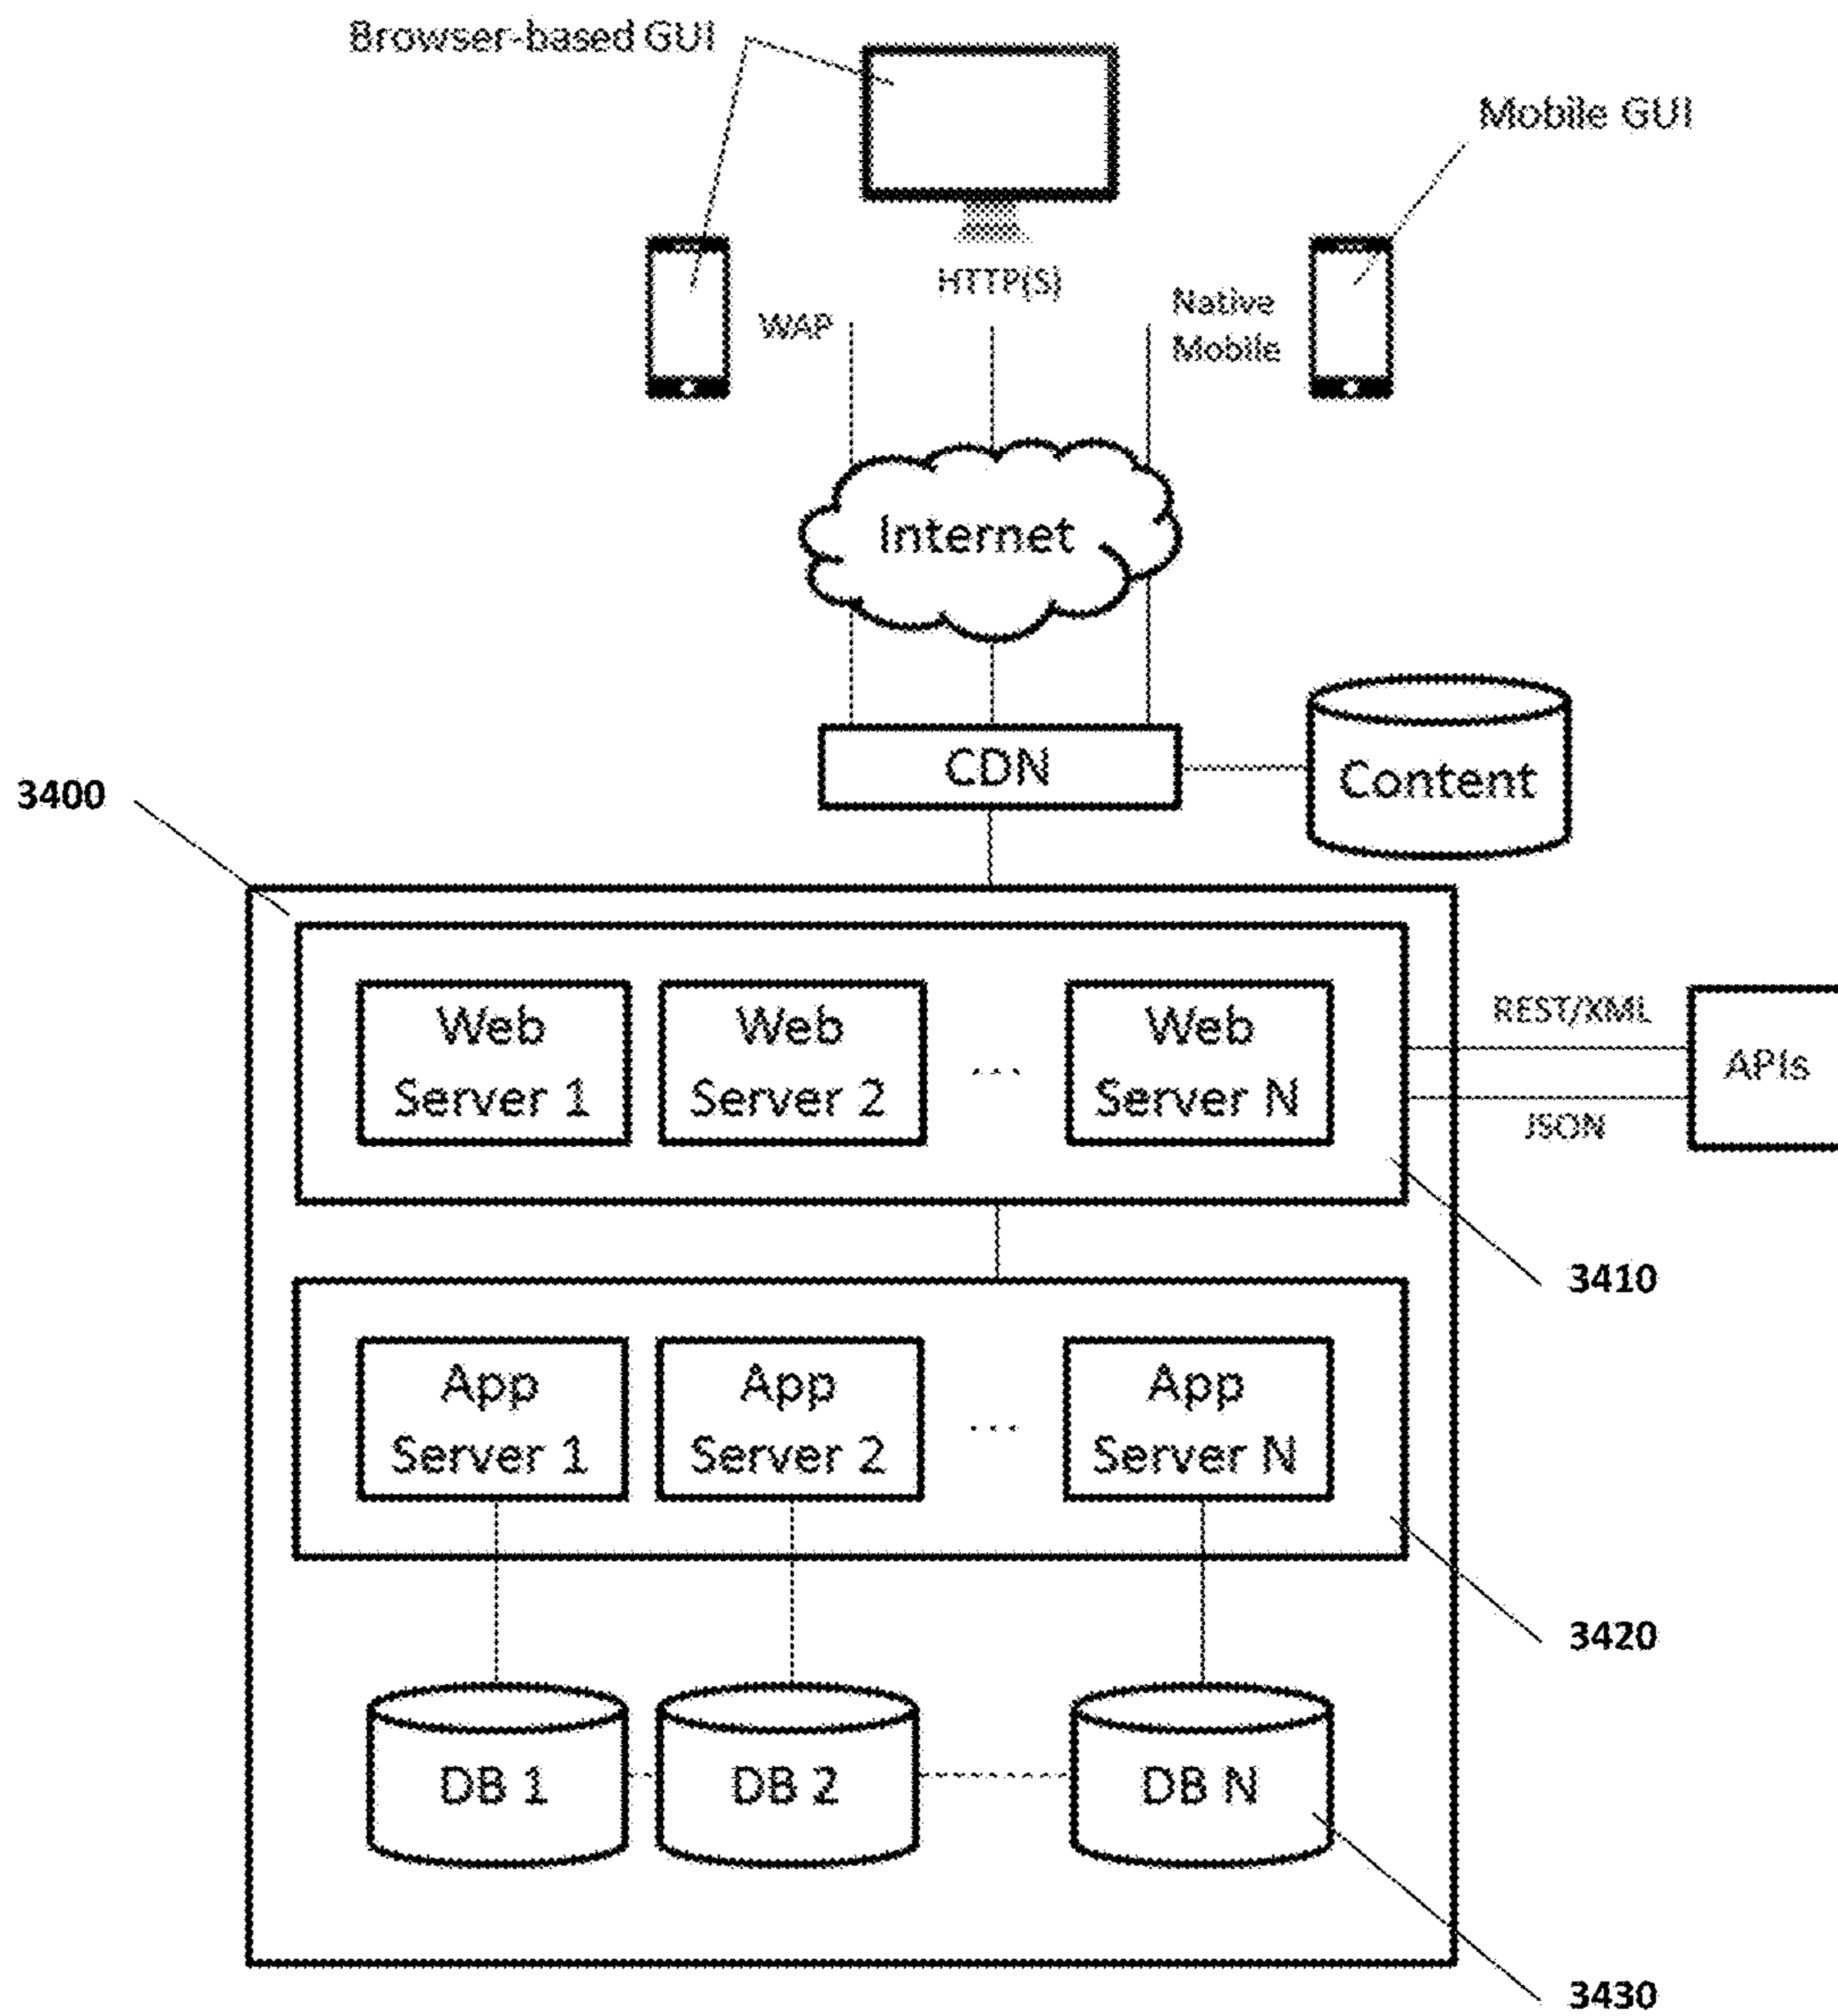 Browser-based GUI
Mobile GUI
HTTP(S)
WAP
Native
Mobile
Internet
CDN
Content
3400
Web
Server 1
Web
Server 2
...
Web
Server N
REST/XML
APIs
JSON
3410
App
Server 1
App
Server 2
...
App
Server N
3420
DB 1
DB 2
DB N
3430